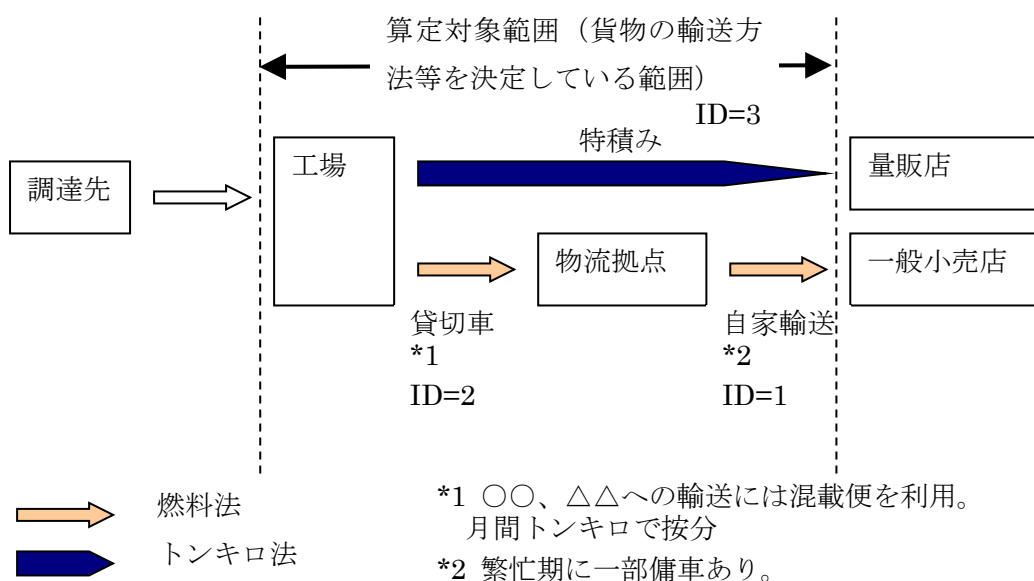 算定対象範囲（貨物の輸送方
法等を決定している範囲）
ID=3
特積み
調達先
工場
量販店
物流拠点
一般小売店
貸切車
*1
ID=2
自家輸送
*2
ID=1
燃料法
トンキロ法
*1 ○○、△△への輸送には混載便を利用。
月間トンキロで按分
*2 繁忙期に一部傭車あり。